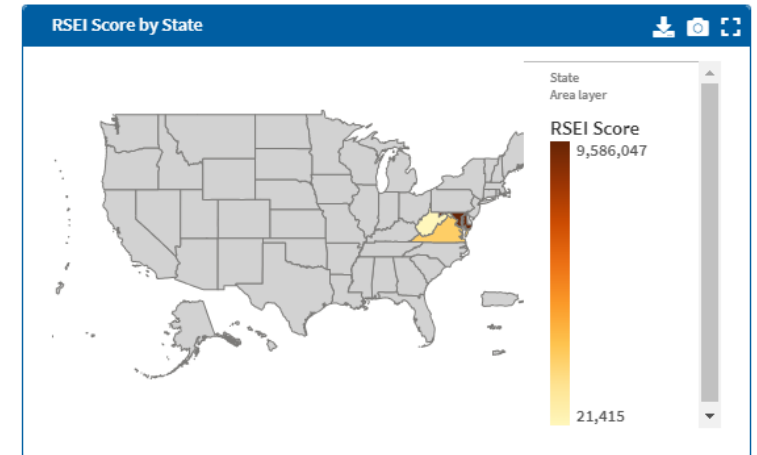 RSEI Score by State
State
Area layer
RSEI Score
9,586,047
21,415